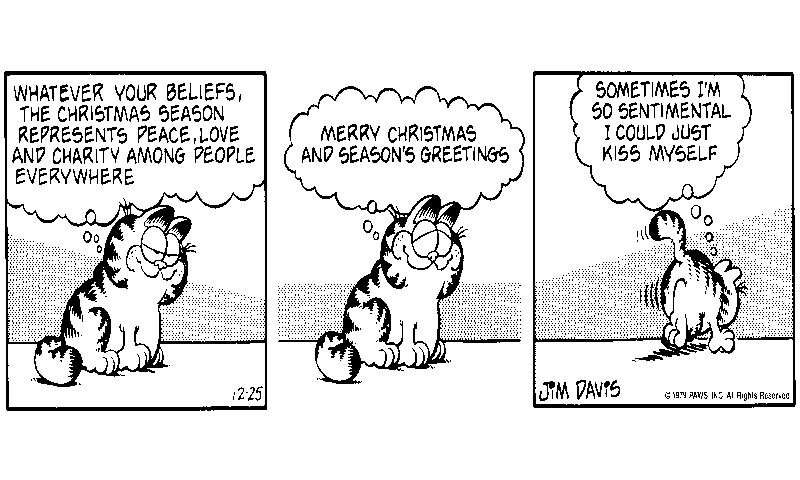 WHATEVER YOUR BELIEFS,
THE CHRISTMAS SEASON
REPRESENTS PEACE, LOVE
AND CHARITY AMONG PEOPLE
EVERYWHERE
12-25
MERRY CHRISTMAS
AND SEASON'S GREETINGS
SOMETIMES I'M
SO SENTIMENTAL
I COULD JUST
KISS MYSELF
JIM DAVIS
© 1979 PAWS, INC. All Rights Reserved.